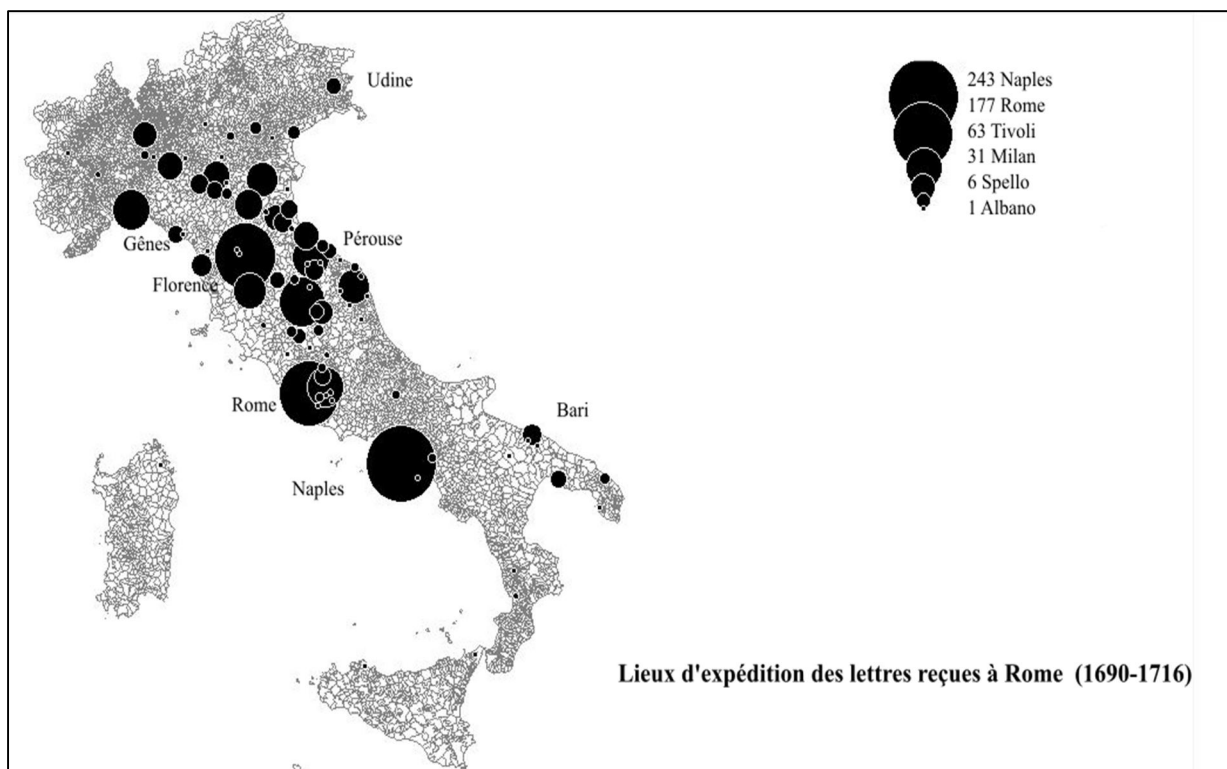 Udine
243 Naples
177 Rome
63 Tivoli
31 Milan
6 Spello
1 Albano
Gênes
Pérouse
Florence
Rome
Bari
Naples
Lieux d'expédition des lettres reçues à Rome (1690-1716)